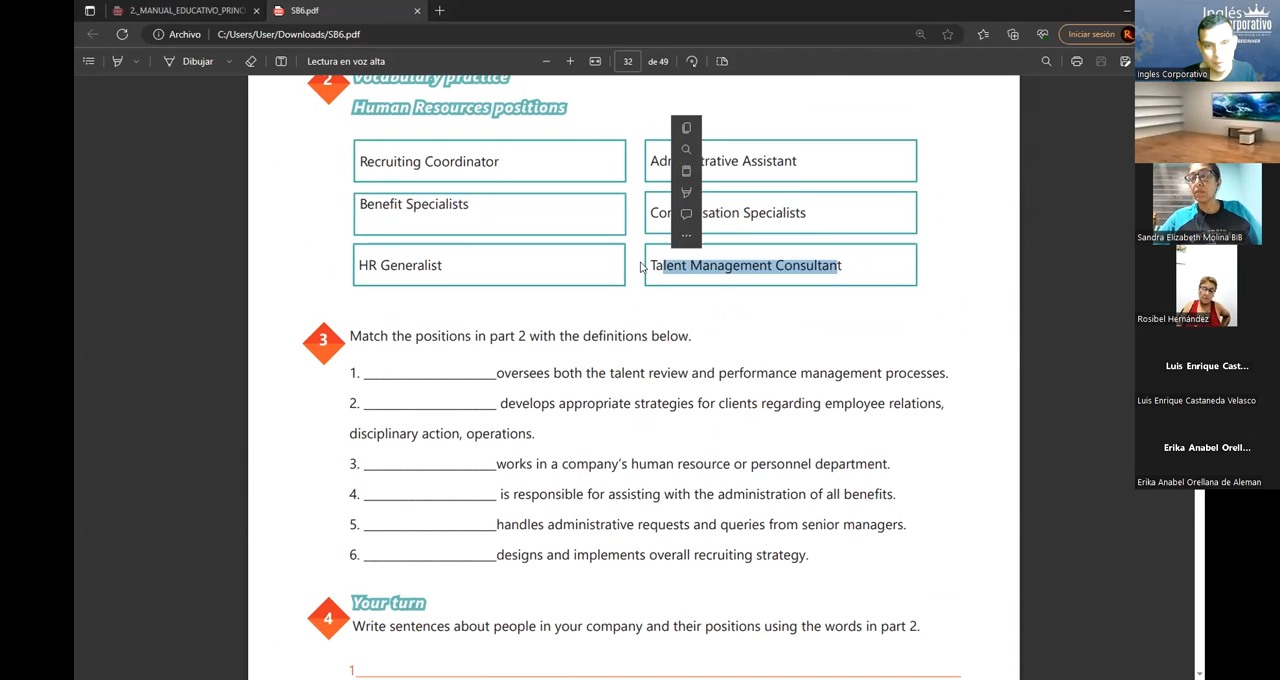 2._MANUAL_EDUCATIVO_PRINC
SB6.pdf
Archivo
C:/Users/User/Downloads/SB6.pdf
Iniciar sesión
R
Dibujar
Lectura en voz alta
32
de 49
2 Vocabulary practice
Human Resources positions
Recruiting Coordinator
Benefit Specialists
HR Generalist
Talent Management Consultant
3 Match the positions in part 2 with the definitions below.
1. ___________________oversees both the talent review and performance management processes.
2. ___________________ develops appropriate strategies for clients regarding employee relations,
disciplinary action, operations.
3. ___________________works in a company's human resource or personnel department.
4. ___________________ is responsible for assisting with the administration of all benefits.
5. ___________________handles administrative requests and queries from senior managers.
6. ___________________designs and implements overall recruiting strategy.
4 Your turn
Write sentences about people in your company and their positions using the words in part 2.
1
Inglés
BEGINNER
Ingles Corporativo
Sandra Elizabeth Molina BIB
Rosibel Hernández
Luis Enrique Cast...
Luis Enrique Castaneda Velasco
Erika Anabel Orell...
Erika Anabel Orellana de Aleman